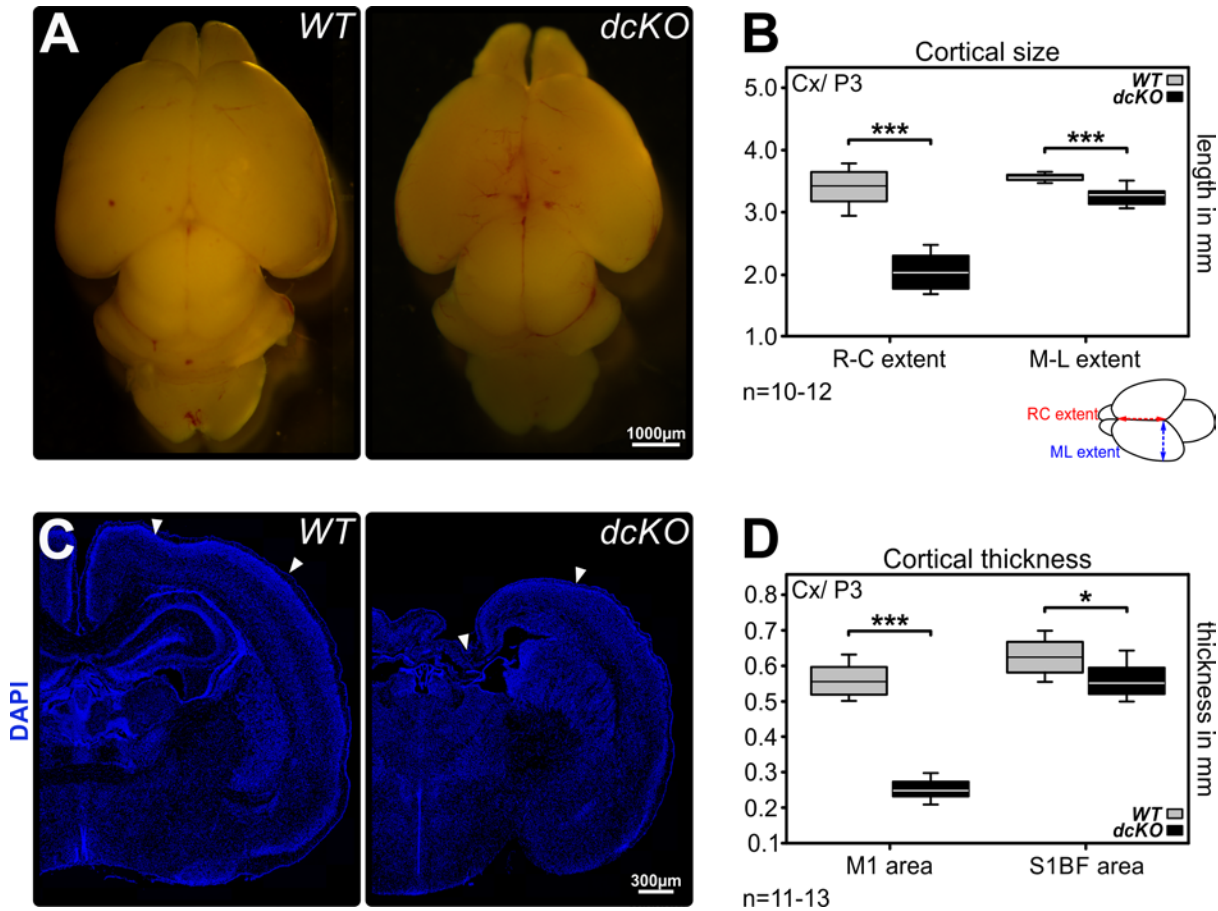 A WT
dcKO
1000µm
B
Cortical size
Cx/ P3
WT
dcKO
***
***
5.0
4.0
3.0
2.0
1.0
length in mm
R-C extent
M-L extent
n=10-12
RC extent
ML extent
C WT
dcKO
DAPI
300µm
D
Cortical thickness
Cx/ P3
***
*
0.8
0.7
0.6
0.5
0.4
0.3
0.2
0.1
thickness in mm
WT
dcKO
M1 area
S1BF area
n=11-13